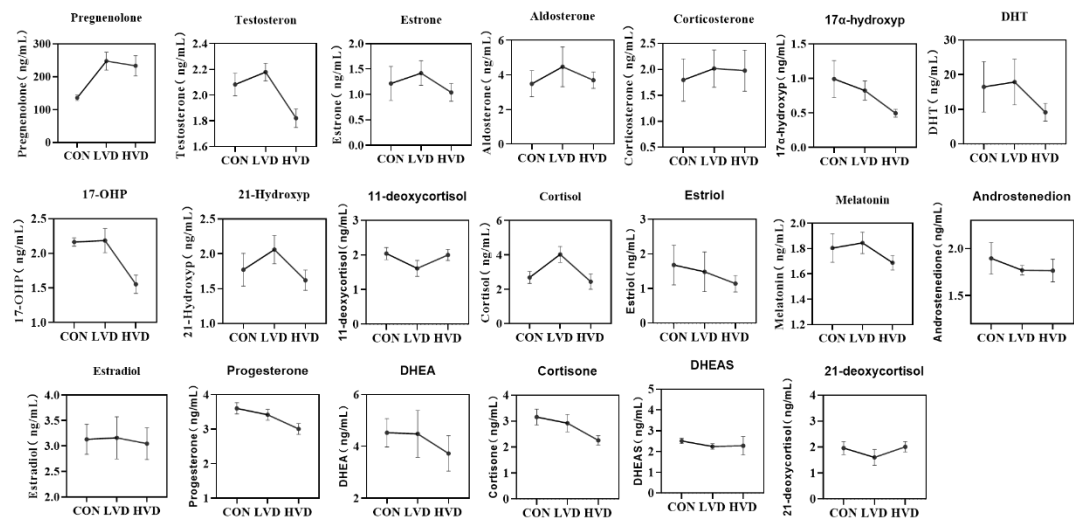 Pregnenolone
Testosteron
Estrone
Aldosterone
Corticosterone
17α-hydroxyp
DHT
Pregnenolone( ng/mL)
300
200
100
0
CON LVD HVD
Testosterone( ng/mL)
2.4
2.2
2.0
1.8
1.6
CON LVD HVD
Estrone( ng/mL)
2.0
1.5
1.0
0.5
0.0
CON LVD HVD
Aldosterone( ng/mL)
6
4
2
0
CON LVD HVD
Corticosterone( ng/mL)
2.5
2.0
1.5
1.0
0.5
CON LVD HVD
17α-hydroxyp( ng/mL)
1.5
1.0
0.5
0.0
CON LVD HVD
DHT( ng/mL)
30
20
10
0
CON LVD HVD
17-OHP
21-Hydroxyp
11-deoxycortisol
Cortisol
Estriol
Melatonin
Androstenedion
17-OHP( ng/mL)
2.5
2.0
1.5
1.0
CON LVD HVD
21-Hydroxyp( ng/mL)
2.5
2.0
1.5
1.0
CON LVD HVD
11-deoxycortisol( ng/mL)
3
2
1
0
CON LVD HVD
Cortisol( ng/mL)
6
4
2
0
CON LVD HVD
Estriol( ng/mL)
3
2
1
0
CON LVD HVD
Melatonin( ng/mL)
2.0
1.8
1.6
1.4
1.2
CON LVD HVD
Androstenedione( ng/mL)
2.0
1.5
CON LVD HVD
Estradiol
Progesterone
DHEA
Cortisone
DHEAS
21-deoxycortisol
Estradiol( ng/mL)
4.0
3.5
3.0
2.5
2.0
CON LVD HVD
Progesterone( ng/mL)
4
3
2
1
CON LVD HVD
DHEA( ng/mL)
6
4
2
CON LVD HVD
Cortisone( ng/mL)
4
3
2
1
0
CON LVD HVD
DHEAS( ng/mL)
5
4
3
2
1
0
CON LVD HVD
21-deoxycortisol( ng/mL)
5
4
3
2
1
0
CON LVD HVD